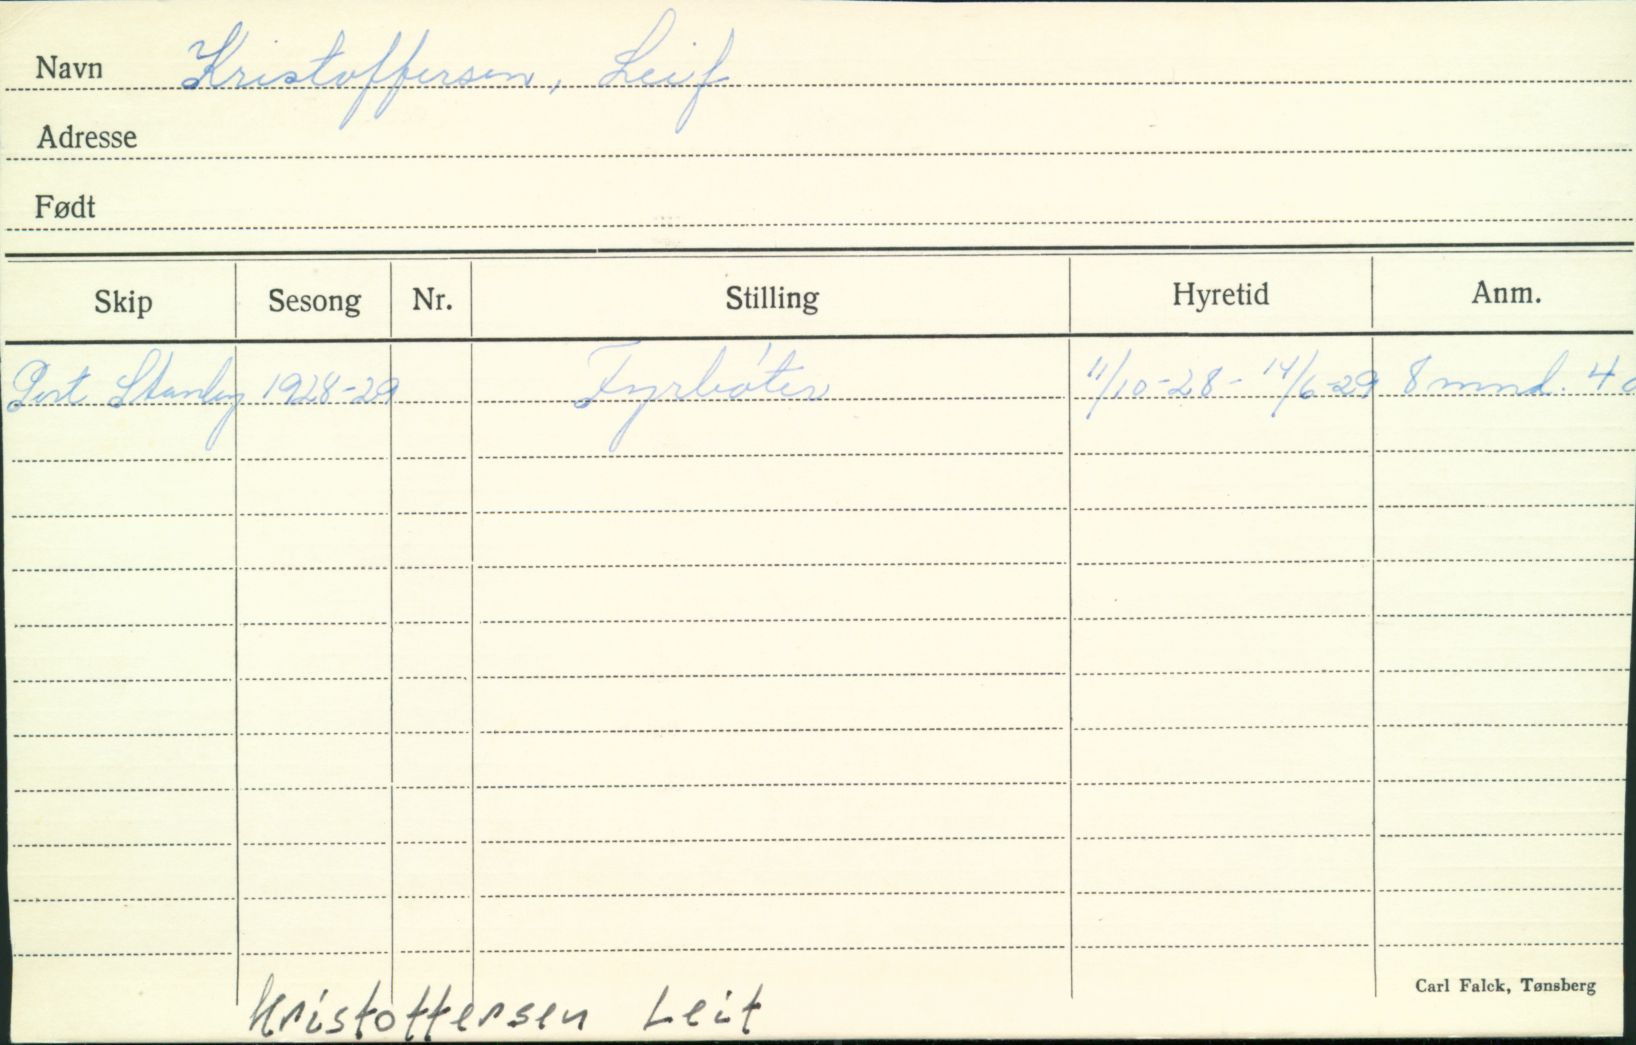 Navn Kristoffersen, Leif
Adresse
Født
Skip Sesong Nr. Stilling Hyretid Anm.
Port Stanley 1928-29 Fyrbøter 11/10-28- 14/6-29 8 mnd. 4 d
Carl Falck, Tønsberg
Kristoffersen Leif